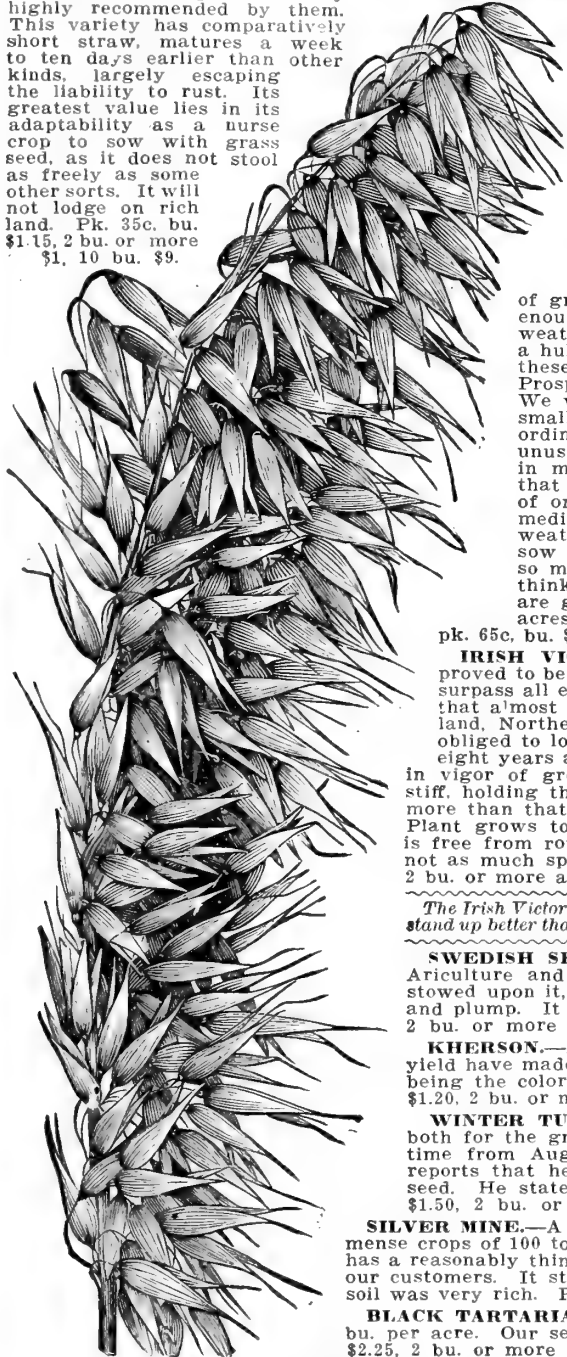 highly recommended by them.
This variety has comparatively
short straw, matures a week
to ten days earlier than other
kinds, largely escaping
the liability to rust. Its
greatest value lies in its
adaptability as a nurse
crop to sow with grass
seed, as it does not stool
as freely as some
other sorts. It will
not lodge on rich
land. Pk. 35c, bu.
$1.15, 2 bu. or more
$1, 10 bu. $9.
of gr
enou
weat
a hul
these
Prosp
We v
small
ordin
unus
in m
that
of or
medi
weat
sow
so m
think
are g
acres
pk. 65c, bu. $
IRISH VI
proved to be
surpass all e
that almost
land, Northe
obliged to lo
eight years a
in vigor of gre
stiff, holding th
more than that
Plant grows to
is free from ro
not as much sp
2 bu. or more a
The Irish Victor
stand up better tha
SWEDISH SE
Ariculture and
stowed upon it,
and plump. It
2 bu. or more
KHERSON.—
yield have made
being the color
$1.20, 2 bu. or m
WINTER TU
both for the gr
time from Aug
reports that he
seed. He state
$1.50, 2 bu. or
SILVER MINE.—A
mense crops of 100 to
has a reasonably thin
our customers. It st
soil was very rich. P
BLACK TARTARIA
bu. per acre. Our se
$2.25, 2 bu. or more